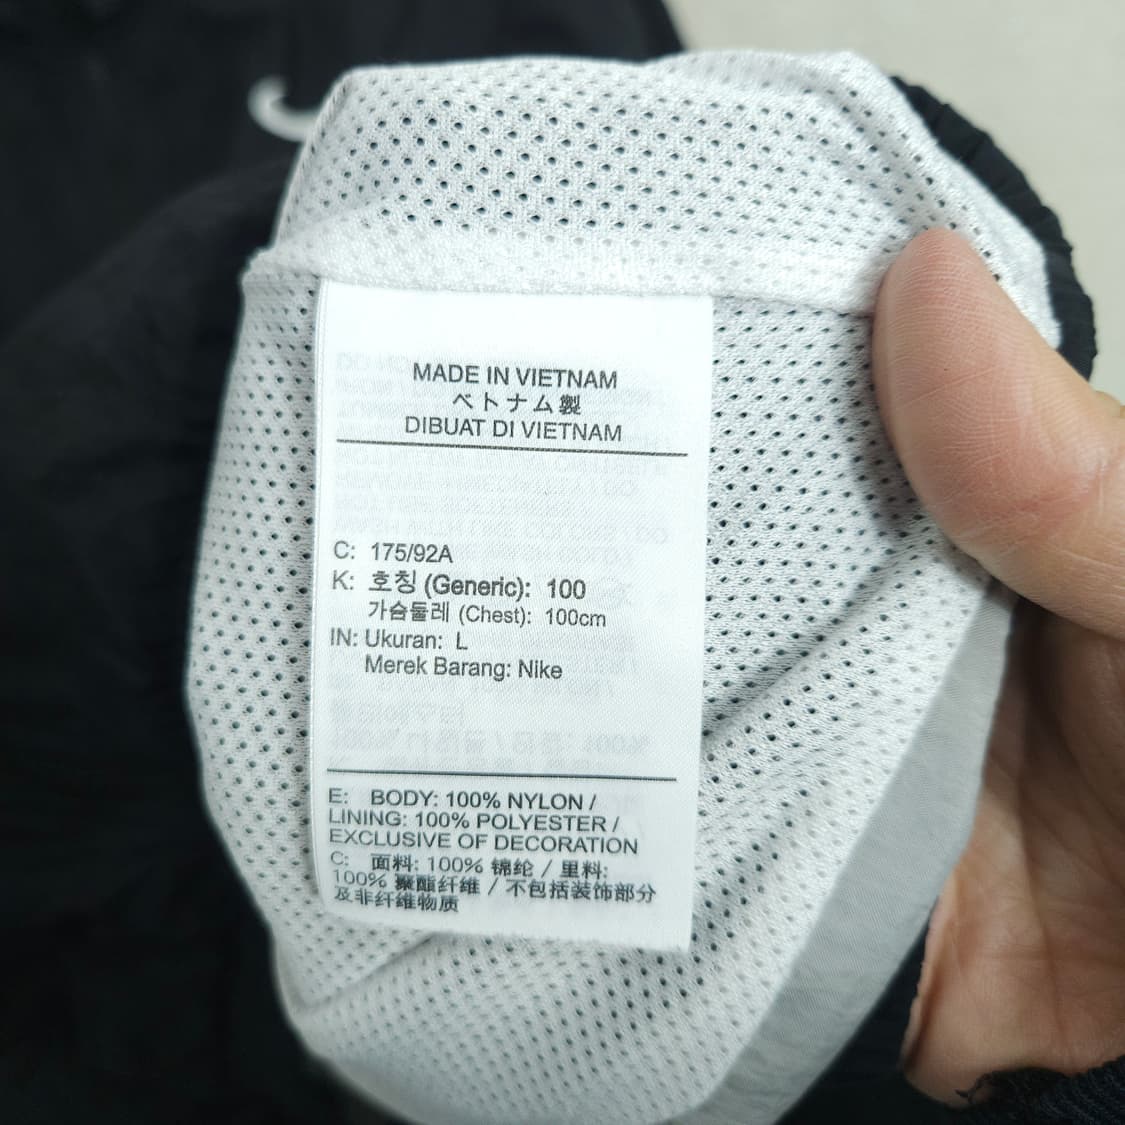 MADE IN VIETNAM
ベトナム製
DIBUAT DI VIETNAM
C: 175/92A
K: 호칭 (Generic): 100
가슴둘레 (Chest): 100cm
IN: Ukuran: L
Merek Barang: Nike
E: BODY: 100% NYLON /
LINING: 100% POLYESTER /
EXCLUSIVE OF DECORATION
C: 面料: 100% 锦纶 / 里料:
100% 聚酯纤维 / 不包括装饰部分
及非纤维物质